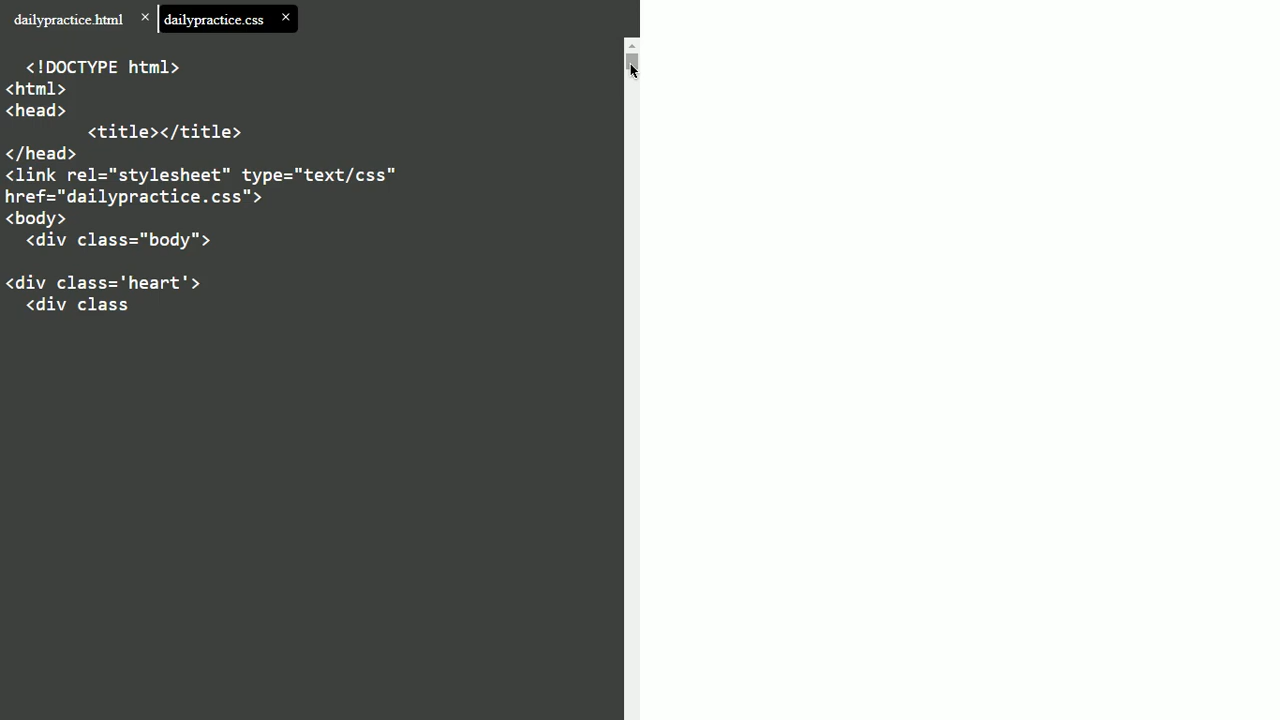 dailypractice.html × dailypractice.css ×
<!DOCTYPE html>
<html>
<head>
<title></title>
</head>
<link rel="stylesheet" type="text/css"
href="dailypractice.css">
<body>
<div class="body">
<div class='heart'>
<div class